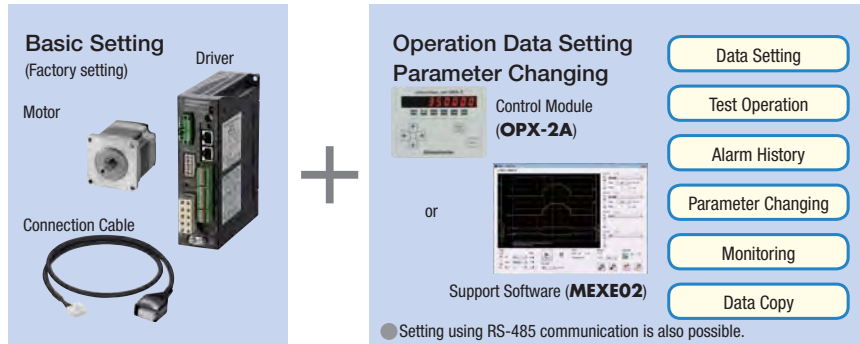 Basic Setting
(Factory setting)
Driver
Motor
Connection Cable
Operation Data Setting
Parameter Changing
350000
Control Module
(OPX-2A)
or
Support Software (MEXE02)
Data Setting
Test Operation
Alarm History
Parameter Changing
Monitoring
Data Copy
Setting using RS-485 communication is also possible.